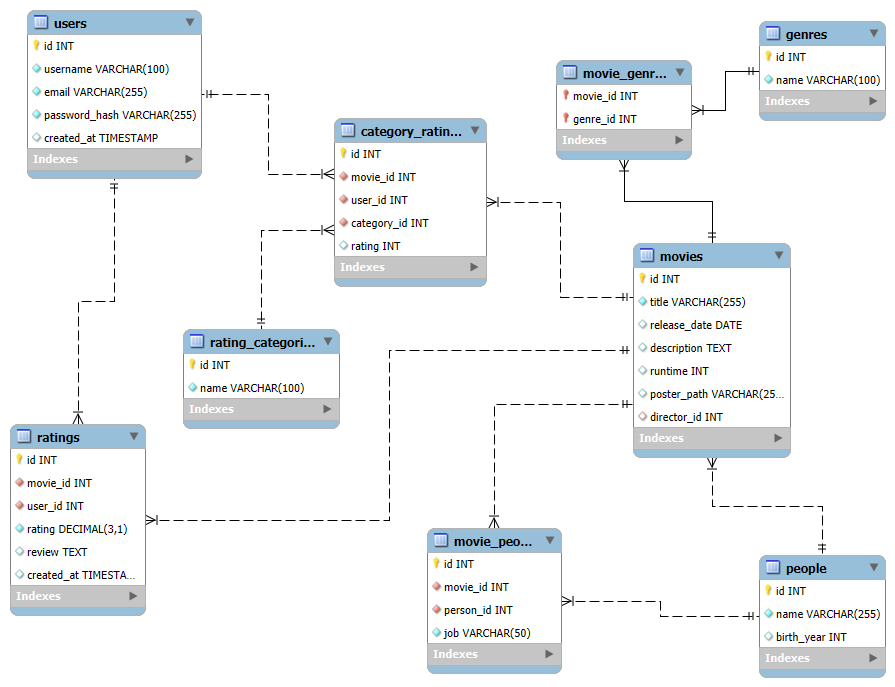 users
id INT
username VARCHAR(100)
email VARCHAR(255)
password_hash VARCHAR(255)
created_at TIMESTAMP
Indexes
genres
id INT
name VARCHAR(100)
Indexes
movie_genr...
movie_id INT
genre_id INT
Indexes
category_ratin...
id INT
movie_id INT
user_id INT
category_id INT
rating INT
Indexes
movies
id INT
title VARCHAR(255)
release_date DATE
description TEXT
runtime INT
poster_path VARCHAR(25...
director_id INT
Indexes
rating_categori...
id INT
name VARCHAR(100)
Indexes
ratings
id INT
movie_id INT
user_id INT
rating DECIMAL(3,1)
review TEXT
created_at TIMESTA...
Indexes
movie_peo...
id INT
movie_id INT
person_id INT
job VARCHAR(50)
Indexes
people
id INT
name VARCHAR(255)
birth_year INT
Indexes